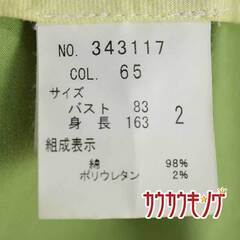 NO. 343117
COL. 65
サイズ
バスト 83
身長 163 2
組成表示
綿 98%
ポリウレタン 2%
カウカウキング